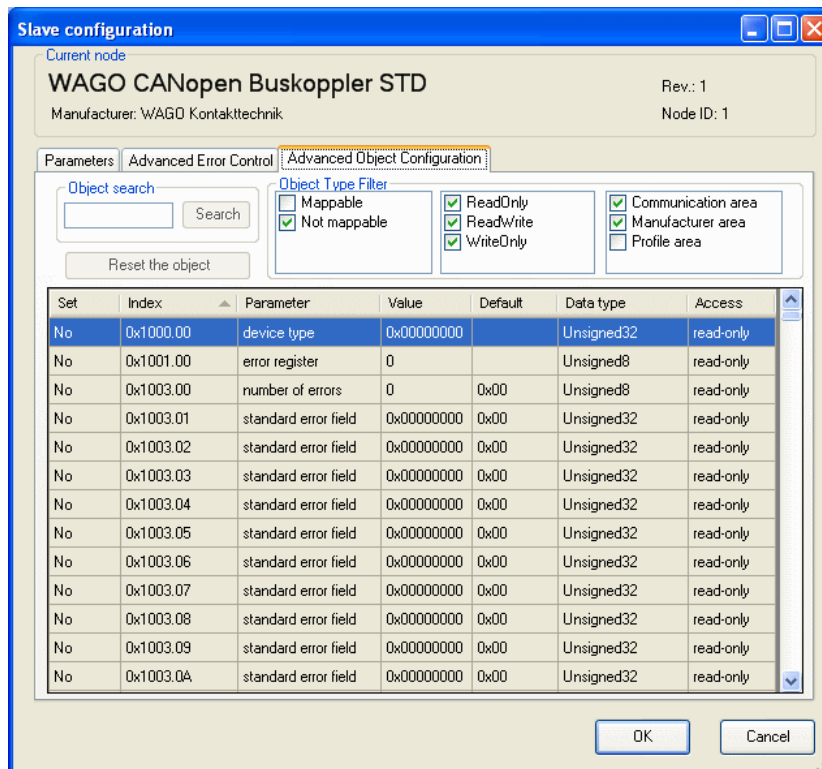 Slave configuration
Current node
WAGO CANopen Buskoppler STD
Rev.: 1
Manufacturer: WAGO Kontakttechnik
Node ID: 1
Parameters Advanced Error Control Advanced Object Configuration
Object search
Search
Reset the object
Object Type Filter
Mappable
Not mappable
ReadOnly
ReadWrite
WriteOnly
Communication area
Manufacturer area
Profile area
Set Index Parameter Value Default Data type Access
No 0x1000.00 device type 0x00000000 Unsigned32 read-only
No 0x1001.00 error register 0 Unsigned8 read-only
No 0x1003.00 number of errors 0 0x00 Unsigned8 read-only
No 0x1003.01 standard error field 0x00000000 0x00 Unsigned32 read-only
No 0x1003.02 standard error field 0x00000000 0x00 Unsigned32 read-only
No 0x1003.03 standard error field 0x00000000 0x00 Unsigned32 read-only
No 0x1003.04 standard error field 0x00000000 0x00 Unsigned32 read-only
No 0x1003.05 standard error field 0x00000000 0x00 Unsigned32 read-only
No 0x1003.06 standard error field 0x00000000 0x00 Unsigned32 read-only
No 0x1003.07 standard error field 0x00000000 0x00 Unsigned32 read-only
No 0x1003.08 standard error field 0x00000000 0x00 Unsigned32 read-only
No 0x1003.09 standard error field 0x00000000 0x00 Unsigned32 read-only
No 0x1003.0A standard error field 0x00000000 0x00 Unsigned32 read-only
OK Cancel